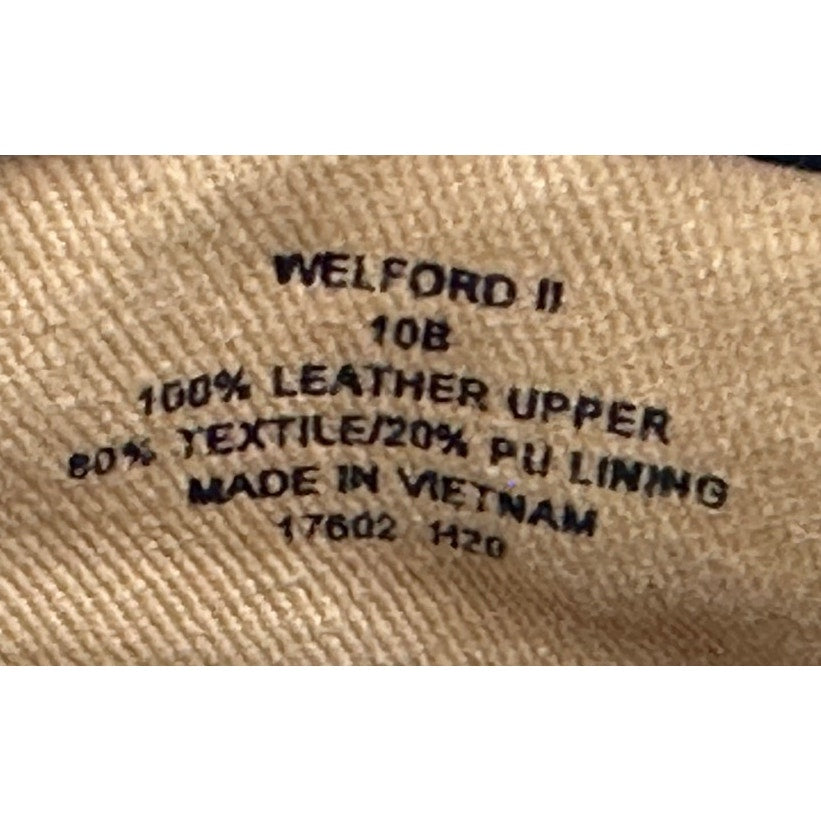 WELFORD II
10B
100% LEATHER UPPER
80% TEXTILE/20% PU LINING
MADE IN VIETNAM
17602 1120